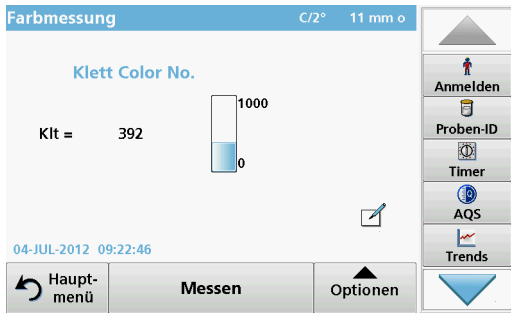 Farbmessung C/2° 11 mm o
Klett Color No.
1000
Klt = 392
0
04-JUL-2012 09:22:46
Haupt-
menü
Messen
Optionen
Anmelden
Proben-ID
Timer
AQS
Trends